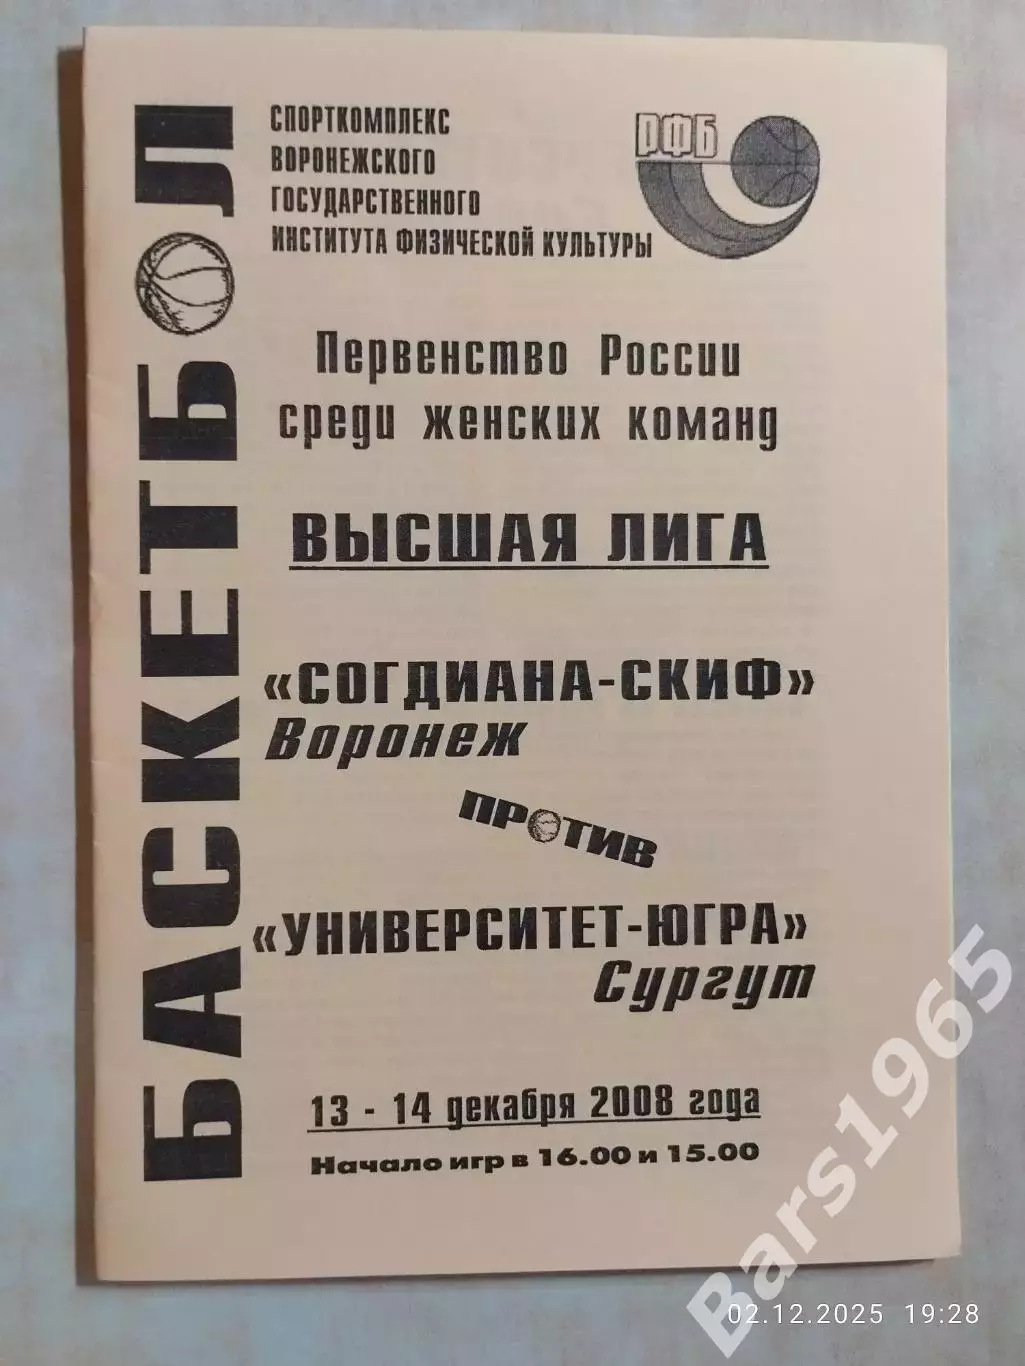 БАСКЕТБОЛ
СПОРТКОМПЛЕКС
ВОРОНЕЖСКОГО
ГОСУДАРСТВЕННОГО
ИНСТИТУТА ФИЗИЧЕСКОЙ КУЛЬТУРЫ
РФБ
Первенство России
среди женских команд
ВЫСШАЯ ЛИГА
«СОГДИАНА-СКИФ»
Воронеж
ПРОТИВ
«УНИВЕРСИТЕТ-ЮГРА»
Сургут
13 - 14 декабря 2008 года
Начало игр в 16.00 и 15.00
Bars1965
02.12.2025 19:28